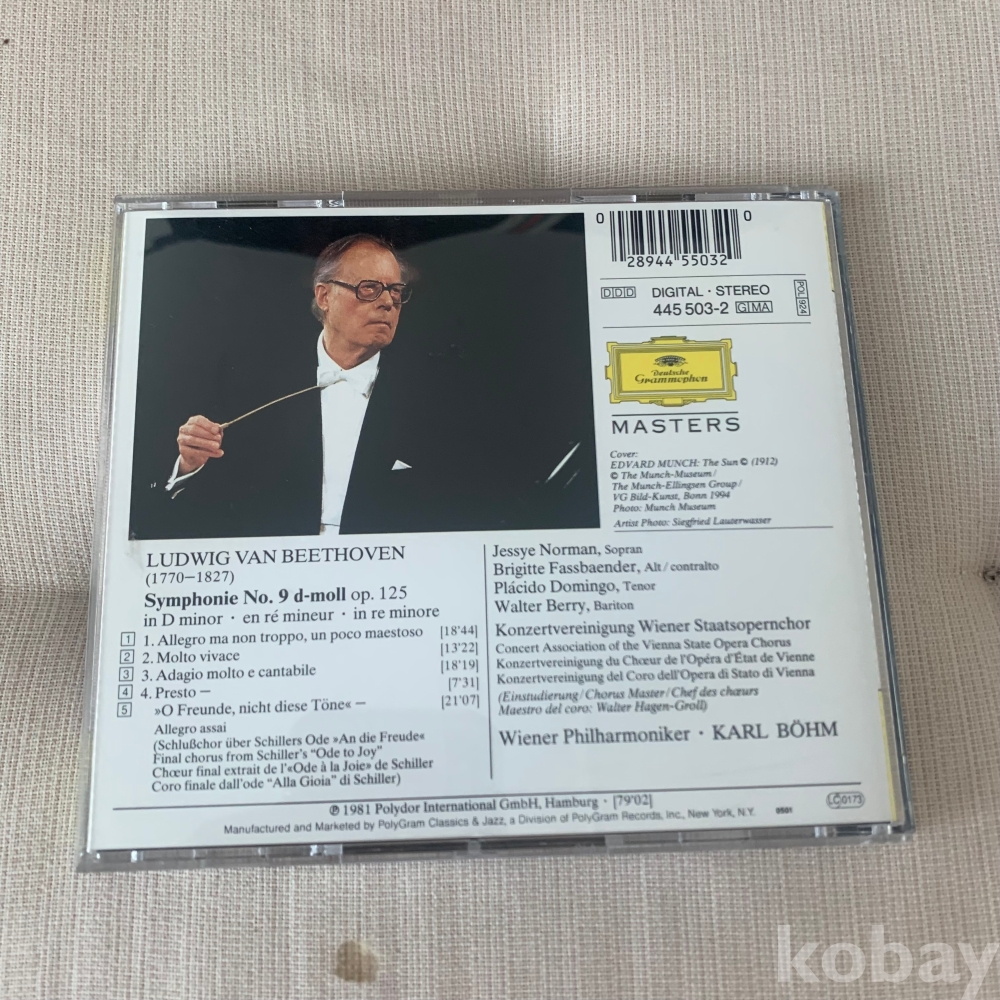 0 28944 55032 0
DDD DIGITAL · STEREO
445 503-2 GIMA
POL 924
Deutsche
Grammophon
MASTERS
Cover:
EDVARD MUNCH: The Sun © (1912)
© The Munch-Museum/
The Munch-Ellingsen Group/
VG Bild-Kunst, Bonn 1994
Photo: Munch Museum
Artist Photo: Siegfried Lauterwasser
LUDWIG VAN BEETHOVEN
(1770–1827)
Symphonie No. 9 d-moll op. 125
in D minor · en ré mineur · in re minore
1 1. Allegro ma non troppo, un poco maestoso [18'44]
2 2. Molto vivace [13'22]
3 3. Adagio molto e cantabile [18'19]
4 4. Presto – [7'31]
5 »O Freunde, nicht diese Töne« – [21'07]
Allegro assai
(Schlußchor über Schillers Ode »An die Freude«
Final chorus from Schiller's "Ode to Joy"
Chœur final extrait de l'«Ode à la Joie» de Schiller
Coro finale dall'ode "Alla Gioia" di Schiller)
Jessye Norman, Sopran
Brigitte Fassbaender, Alt/contralto
Plácido Domingo, Tenor
Walter Berry, Bariton
Konzertvereinigung Wiener Staatsopernchor
Concert Association of the Vienna State Opera Chorus
Konzertvereinigung du Chœur de l'Opéra d'État de Vienne
Konzertvereinigung del Coro dell'Opera di Stato di Vienna
(Einstudierung/Chorus Master/Chef des chœurs
Maestro del coro: Walter Hagen-Groll)
Wiener Philharmoniker · KARL BÖHM
℗ 1981 Polydor International GmbH, Hamburg · [79'02]
Manufactured and Marketed by PolyGram Classics & Jazz, a Division of PolyGram Records, Inc., New York, N.Y. 0501
LC 0173
kobay